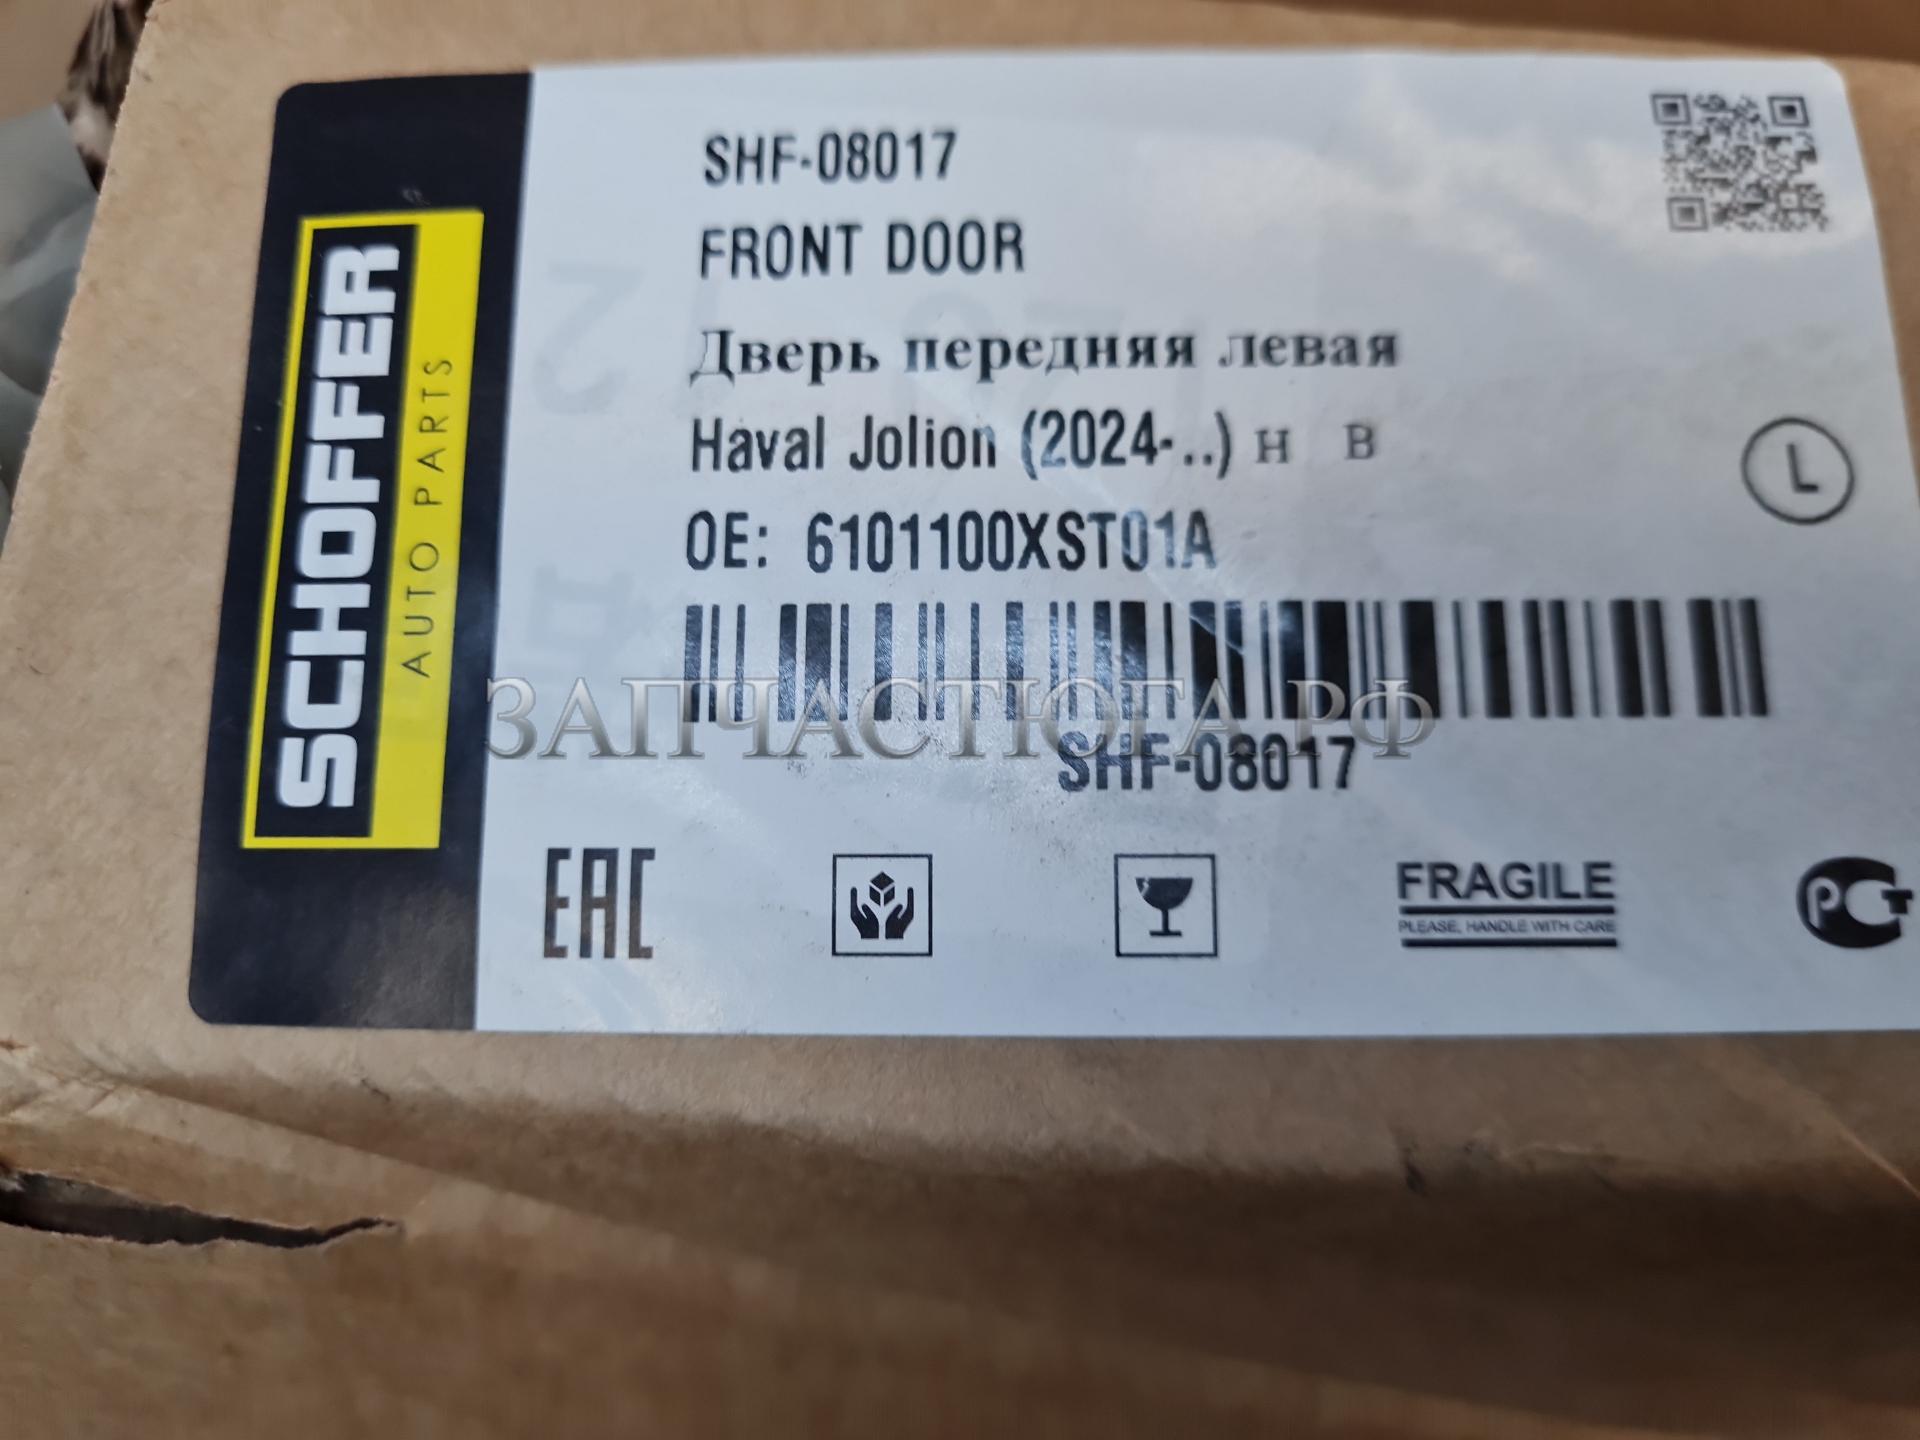 SHF-08017
FRONT DOOR
Дверь передняя левая
Haval Jolion (2024-..) н в
L
OE: 6101100XST01A
SCHOFFER
AUTO PARTS
ЗАПЧАСТЮГА.РФ
SHF-08017
EAC
FRAGILE
PLEASE, HANDLE WITH CARE
РСТ